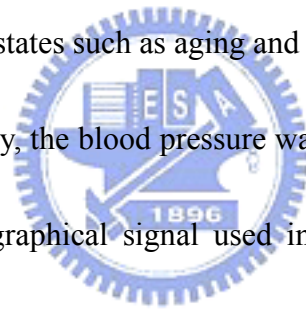 states such as aging and
E S A
y, the blood pressure wa
1896
graphical signal used in